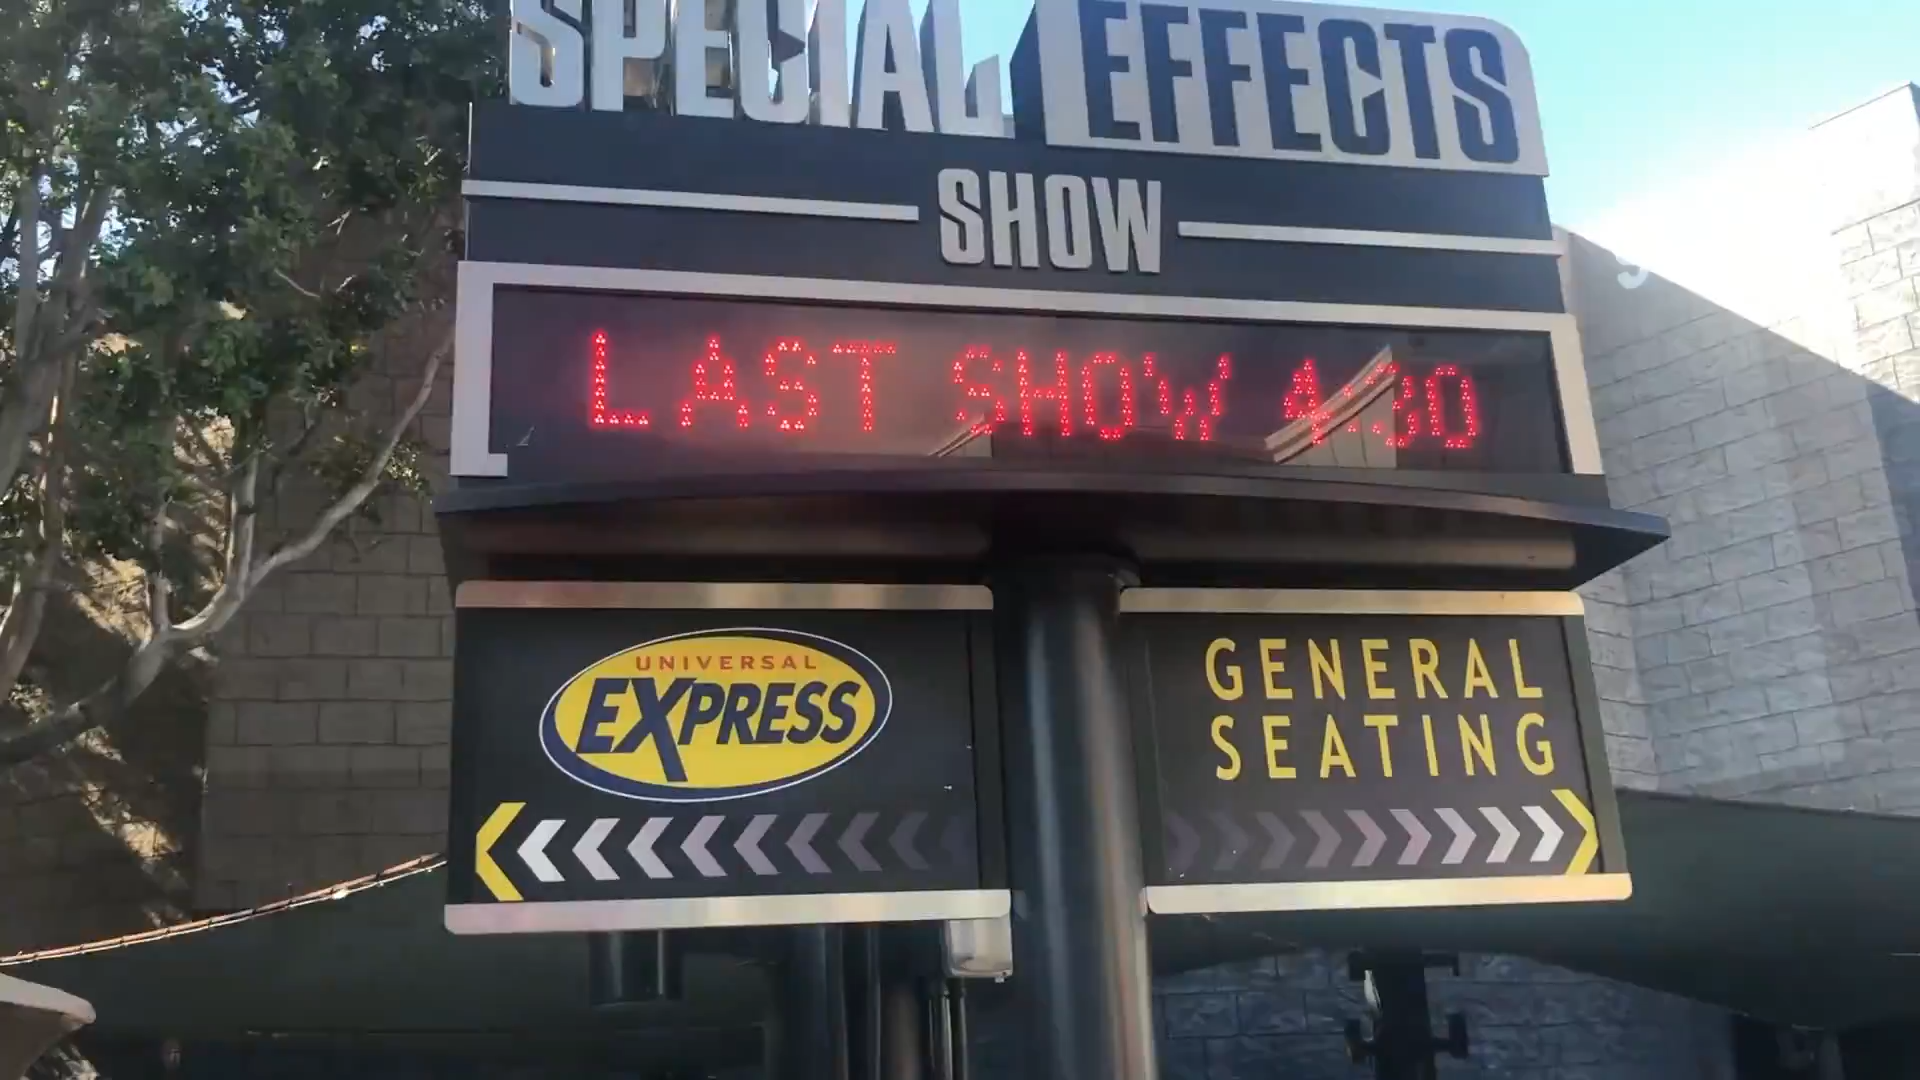 SPECIAL EFFECTS
SHOW
LAST SHOW 4:30
UNIVERSAL
EXPRESS
GENERAL
SEATING